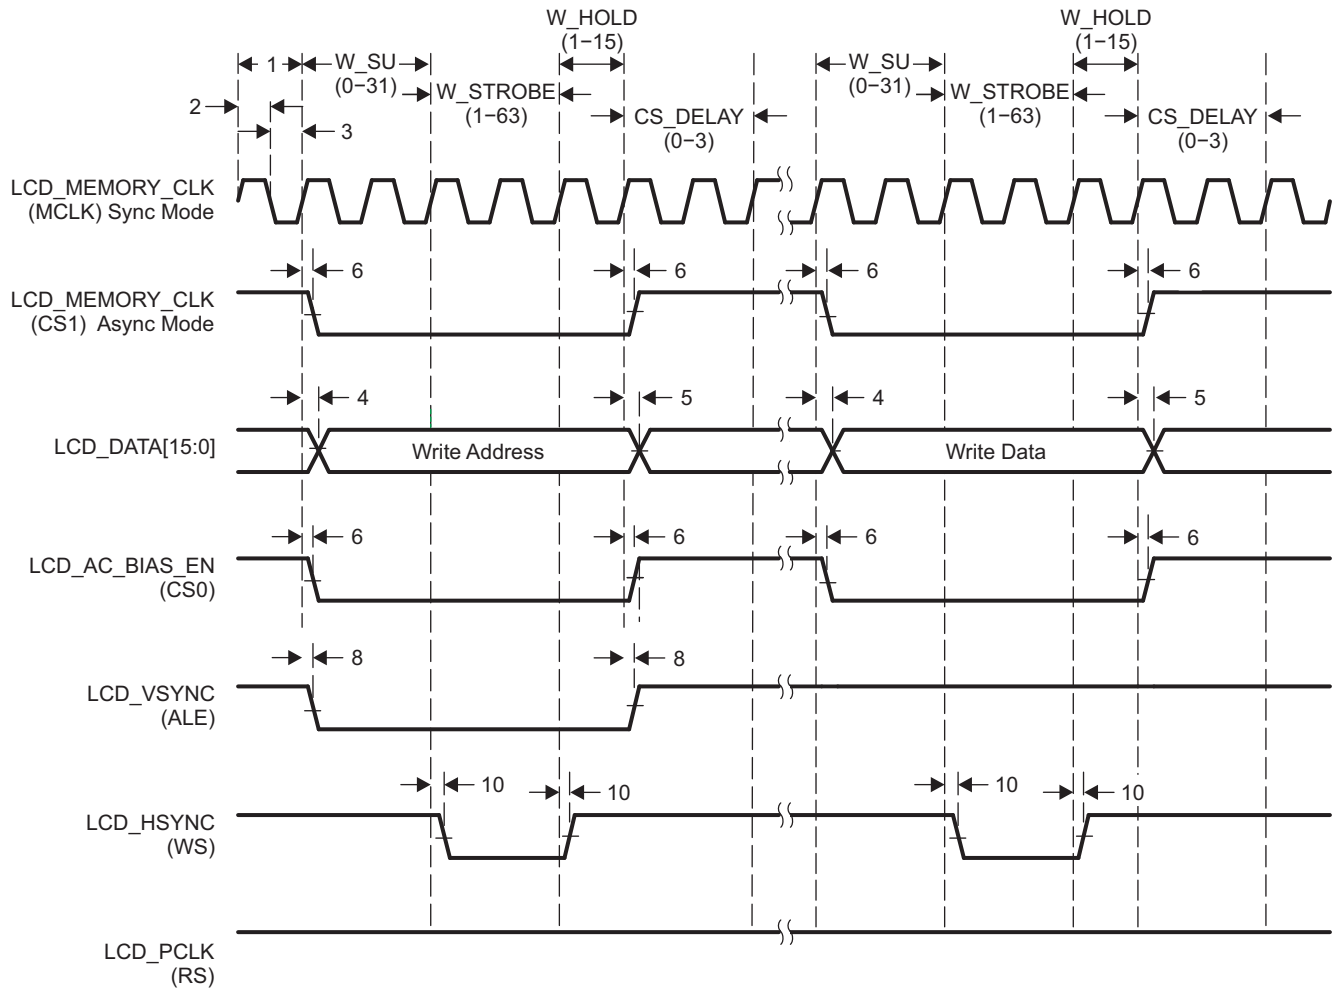 W_HOLD
(1−15)
W_HOLD
(1−15)
1
W_SU
(0−31)
W_SU
(0−31)
2
W_STROBE
(1−63)
W_STROBE
(1−63)
CS_DELAY
(0−3)
CS_DELAY
(0−3)
3
LCD_MEMORY_CLK
(MCLK) Sync Mode
6
6
6
6
LCD_MEMORY_CLK
(CS1) Async Mode
4
5
4
5
LCD_DATA[15:0]
Write Address
Write Data
6
6
6
6
LCD_AC_BIAS_EN
(CS0)
8
8
LCD_VSYNC
(ALE)
10
10
10
10
LCD_HSYNC
(WS)
LCD_PCLK
(RS)